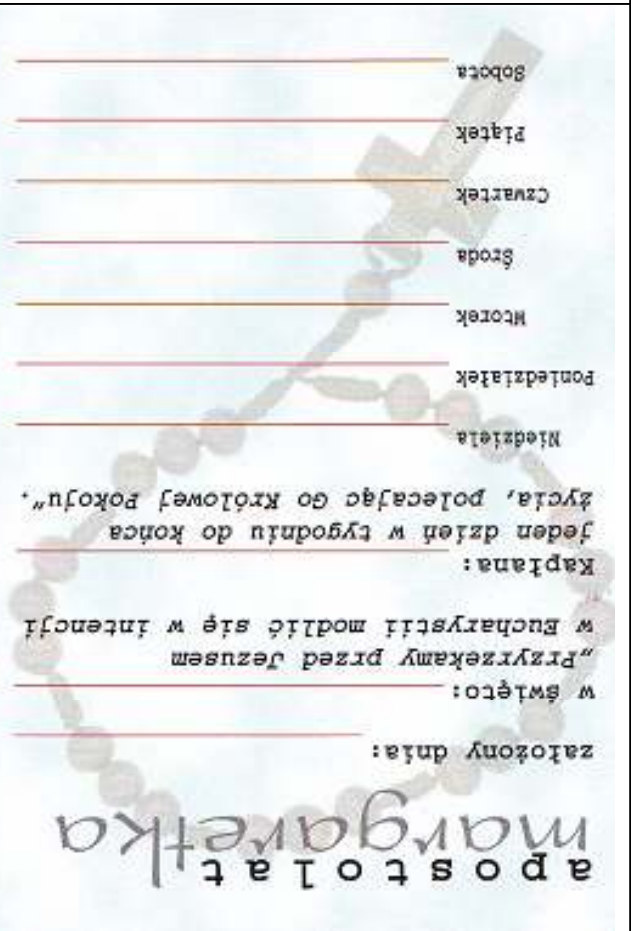 apostolat
margaretka
założony dnia:
w święto:
„Przyrzekamy przed Jezusem
w Eucharystii modlić się w intencji
Kapłana:
jeden dzień w tygodniu do końca
życia, polecając Go Królowej Pokoju”.
Niedziela
Poniedziałek
Wtorek
Środa
Czwartek
Piątek
Sobota